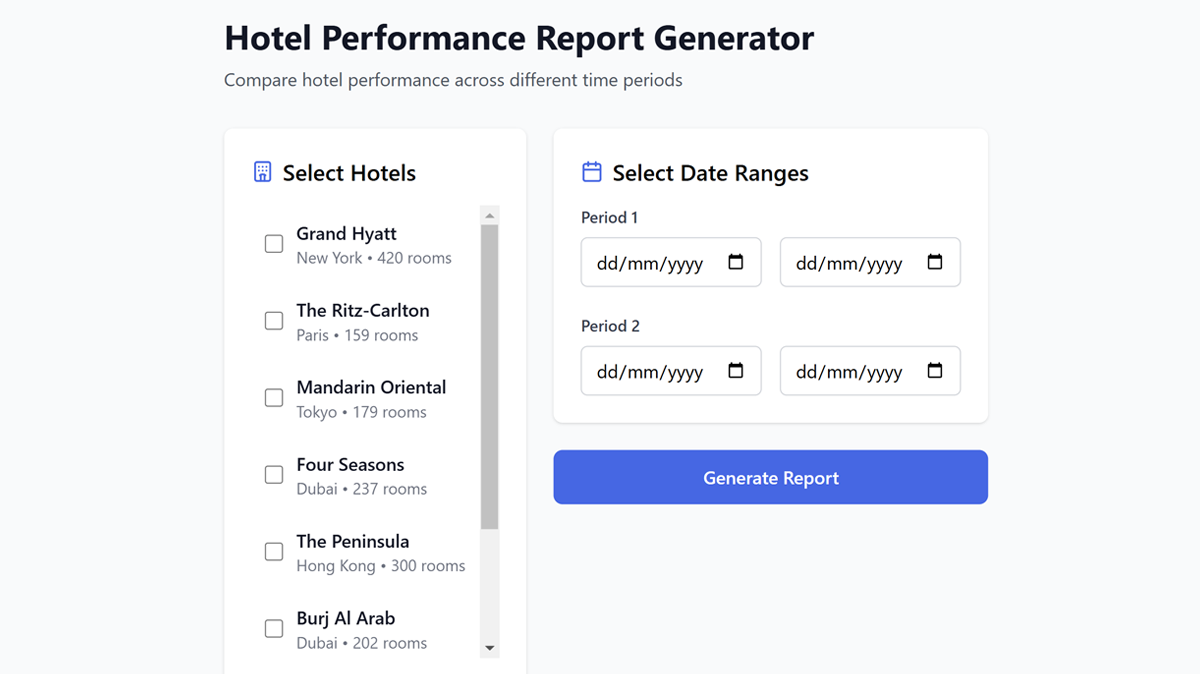 Hotel Performance Report Generator
Compare hotel performance across different time periods
Select Hotels
Grand Hyatt
New York • 420 rooms
The Ritz-Carlton
Paris • 159 rooms
Mandarin Oriental
Tokyo • 179 rooms
Four Seasons
Dubai • 237 rooms
The Peninsula
Hong Kong • 300 rooms
Burj Al Arab
Dubai • 202 rooms
Select Date Ranges
Period 1
dd/mm/yyyy dd/mm/yyyy
Period 2
dd/mm/yyyy dd/mm/yyyy
Generate Report